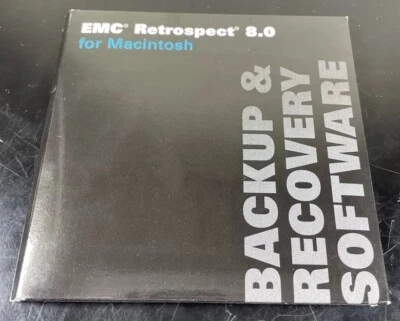 EMC® Retrospect® 8.0
for Macintosh
BACKUP &
RECOVERY
SOFTWARE